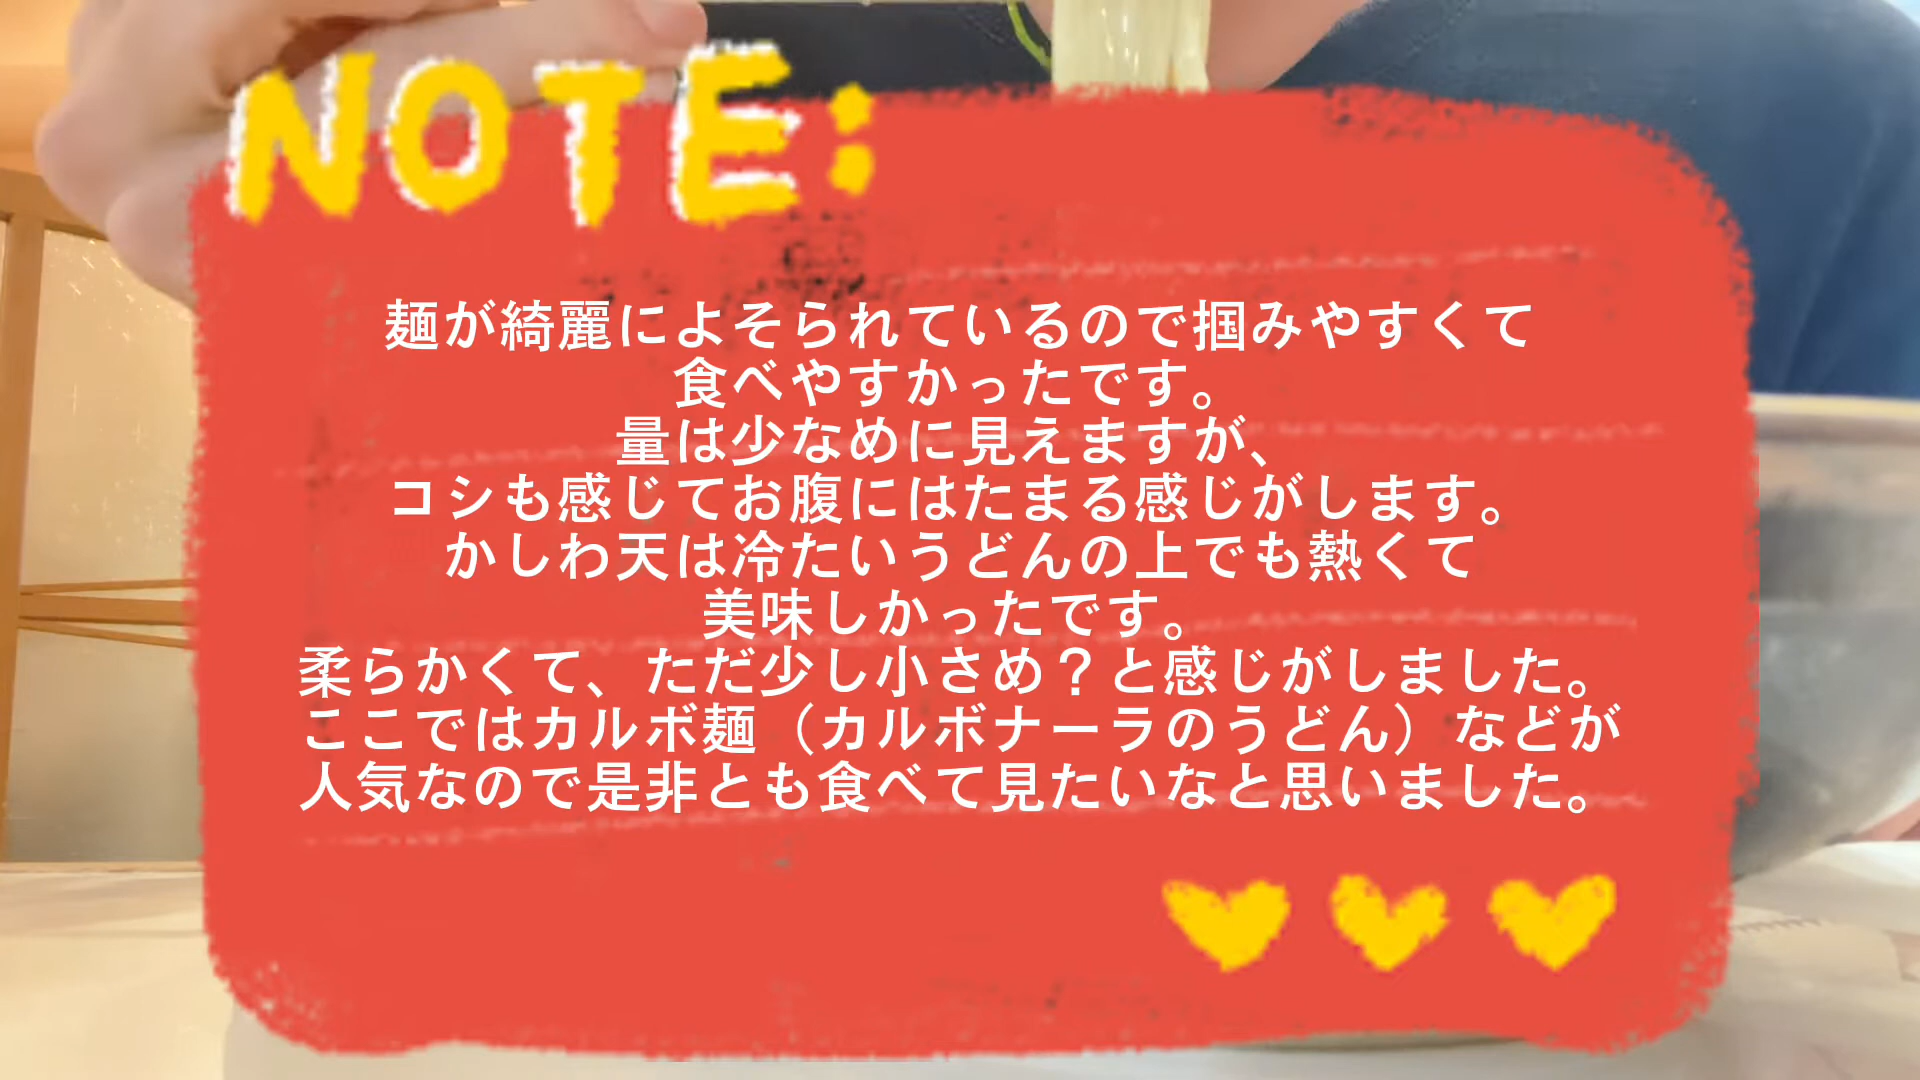 NOTE:
麺が綺麗によそられているので掴みやすくて
食べやすかったです。
量は少なめに見えますが、
コシも感じてお腹にはたまる感じがします。
かしわ天は冷たいうどんの上でも熱くて
美味しかったです。
柔らかくて、ただ少し小さめ？と感じがしました。
ここではカルボ麺（カルボナーラのうどん）などが
人気なので是非とも食べて見たいなと思いました。